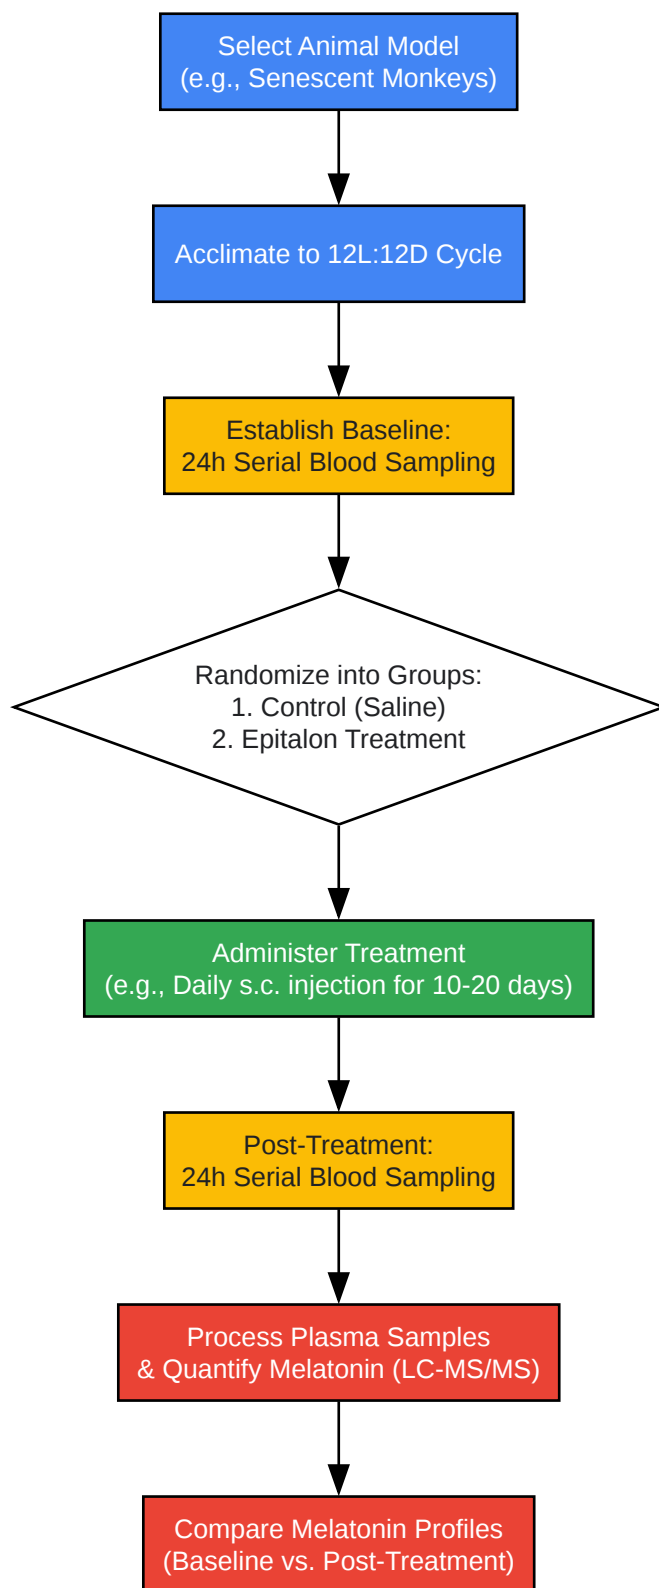 Select Animal Model
(e.g., Senescent Monkeys)
Acclimate to 12L:12D Cycle
Establish Baseline:
24h Serial Blood Sampling
Randomize into Groups:
1. Control (Saline)
2. Epitalon Treatment
Administer Treatment
(e.g., Daily s.c. injection for 10-20 days)
Post-Treatment:
24h Serial Blood Sampling
Process Plasma Samples
& Quantify Melatonin (LC-MS/MS)
Compare Melatonin Profiles
(Baseline vs. Post-Treatment)